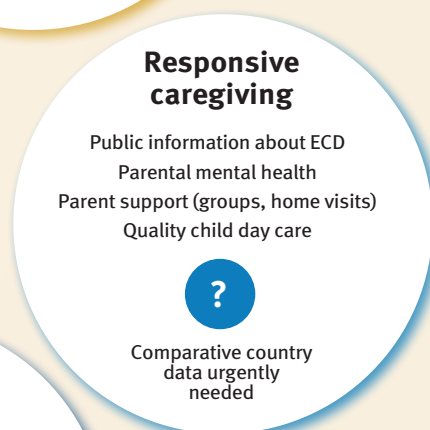 Responsive
caregiving
Public information about ECD
Parental mental health
Parent support (groups, home visits)
Quality child day care
?
Comparative country
data urgently
needed